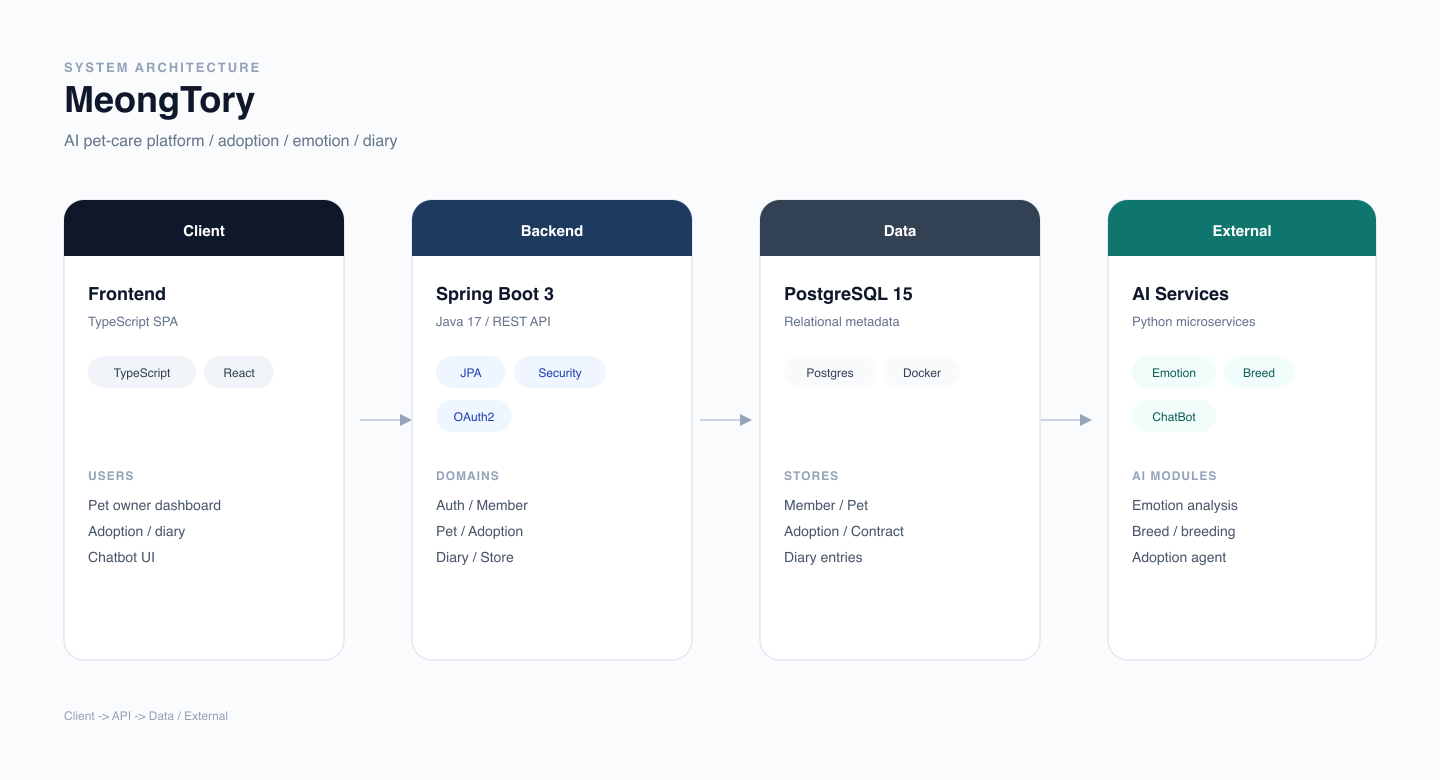 SYSTEM ARCHITECTURE
MeongTory
AI pet-care platform / adoption / emotion / diary
Client
Frontend
TypeScript SPA
TypeScript
React
USERS
Pet owner dashboard
Adoption / diary
Chatbot UI
Backend
Spring Boot 3
Java 17 / REST API
JPA
Security
OAuth2
DOMAINS
Auth / Member
Pet / Adoption
Diary / Store
Data
PostgreSQL 15
Relational metadata
Postgres
Docker
STORES
Member / Pet
Adoption / Contract
Diary entries
External
AI Services
Python microservices
Emotion
Breed
ChatBot
AI MODULES
Emotion analysis
Breed / breeding
Adoption agent
Client -> API -> Data / External